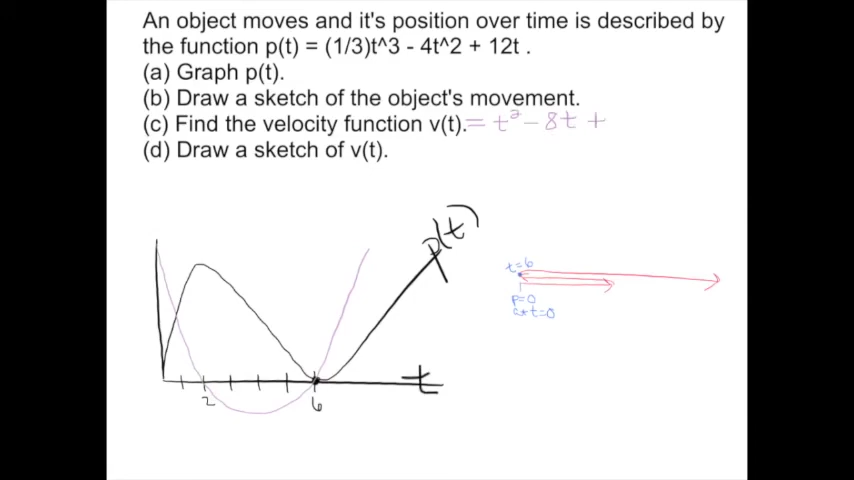 An object moves and it's position over time is described by
the function p(t) = (1/3)t^3 - 4t^2 + 12t .
(a) Graph p(t).
(b) Draw a sketch of the object's movement.
(c) Find the velocity function v(t). = t² - 8t +
(d) Draw a sketch of v(t).
p(t)
t=6
p=0
t=0
t
2
6